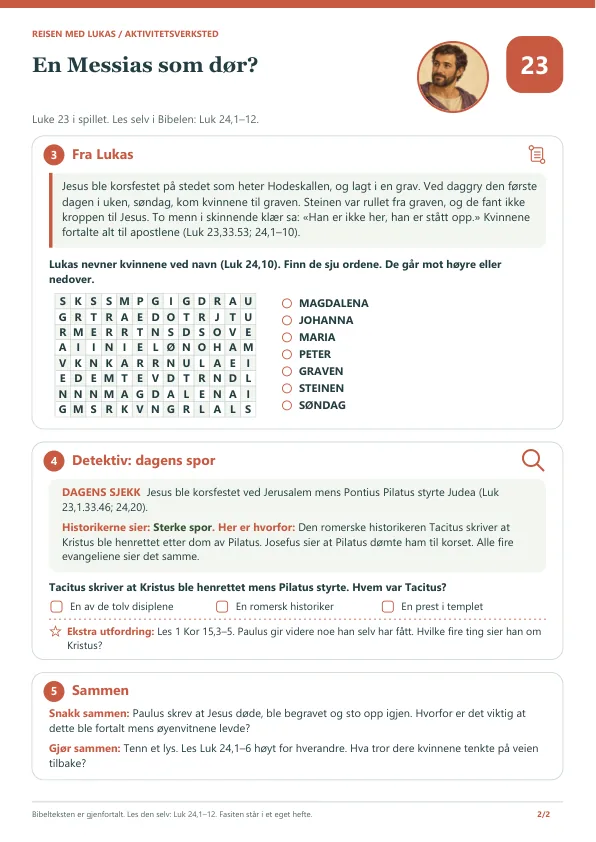 REISEN MED LUKAS / AKTIVITETSVERKSTED
En Messias som dør?
23
Luke 23 i spillet. Les selv i Bibelen: Luk 24,1–12.
3 Fra Lukas
Jesus ble korsfestet på stedet som heter Hodeskallen, og lagt i en grav. Ved daggry den første
dagen i uken, søndag, kom kvinnene til graven. Steinen var rullet fra graven, og de fant ikke
kroppen til Jesus. To menn i skinnende klær sa: «Han er ikke her, han er stått opp.» Kvinnene
fortalte alt til apostlene (Luk 23,33.53; 24,1–10).
Lukas nevner kvinnene ved navn (Luk 24,10). Finn de sju ordene. De går mot høyre eller
nedover.
S K S S M P G I G D R A U
G R T R A E D O T R J T U
R M E R R T N S D S O V E
A I I N I E L Ø N O H A M
V K N K A R R N U L A E I
E D E M T E V D T R N D L
N N N M A G D A L E N A I
G M S R K V N G R L A L S
MAGDALENA
JOHANNA
MARIA
PETER
GRAVEN
STEINEN
SØNDAG
4 Detektiv: dagens spor
DAGENS SJEKK Jesus ble korsfestet ved Jerusalem mens Pontius Pilatus styrte Judea (Luk
23,1.33.46; 24,20).
Historikerne sier: Sterke spor. Her er hvorfor: Den romerske historikeren Tacitus skriver at
Kristus ble henrettet etter dom av Pilatus. Josefus sier at Pilatus dømte ham til korset. Alle fire
evangeliene sier det samme.
Tacitus skriver at Kristus ble henrettet mens Pilatus styrte. Hvem var Tacitus?
En av de tolv disiplene
En romersk historiker
En prest i templet
Ekstra utfordring: Les 1 Kor 15,3–5. Paulus gir videre noe han selv har fått. Hvilke fire ting sier han om
Kristus?
5 Sammen
Snakk sammen: Paulus skrev at Jesus døde, ble begravet og sto opp igjen. Hvorfor er det viktig at
dette ble fortalt mens øyenvitnene levde?
Gjør sammen: Tenn et lys. Les Luk 24,1–6 høyt for hverandre. Hva tror dere kvinnene tenkte på veien
tilbake?
Bibelteksten er gjenfortalt. Les den selv: Luk 24,1–12. Fasiten står i et eget hefte.
2/2